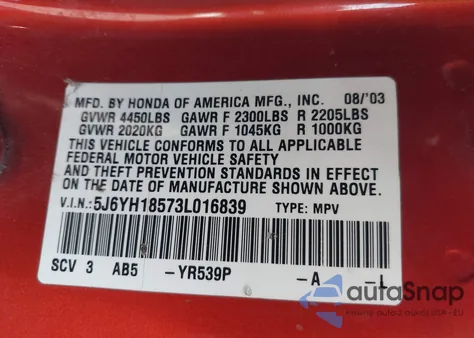 MFD. BY HONDA OF AMERICA MFG., INC. 08/'03
GVWR 4450LBS GAWR F 2300LBS R 2205LBS
GVWR 2020KG GAWR F 1045KG R 1000KG
THIS VEHICLE CONFORMS TO ALL APPLICABLE
FEDERAL MOTOR VEHICLE SAFETY
AND THEFT PREVENTION STANDARDS IN EFFECT
ON THE DATE OF MANUFACTURE SHOWN ABOVE.
V.I.N.:5J6YH18573L016839 TYPE: MPV
SCV 3 AB5 -YR539P -A -L
autoSnap